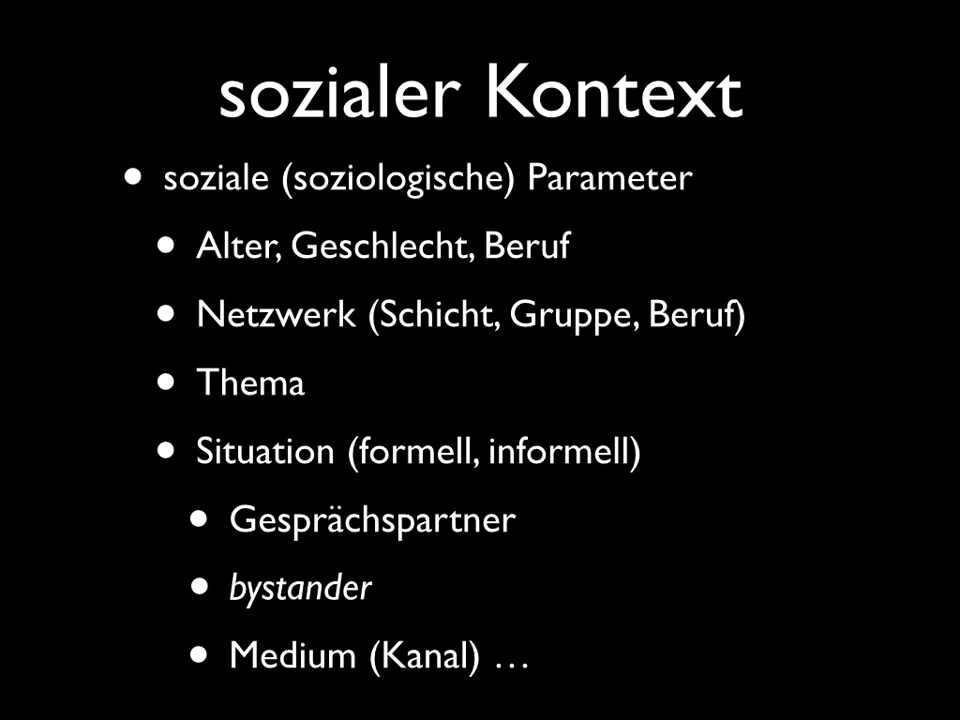 sozialer Kontext
• soziale (soziologische) Parameter
• Alter, Geschlecht, Beruf
• Netzwerk (Schicht, Gruppe, Beruf)
• Thema
• Situation (formell, informell)
• Gesprächspartner
• bystander
• Medium (Kanal) …